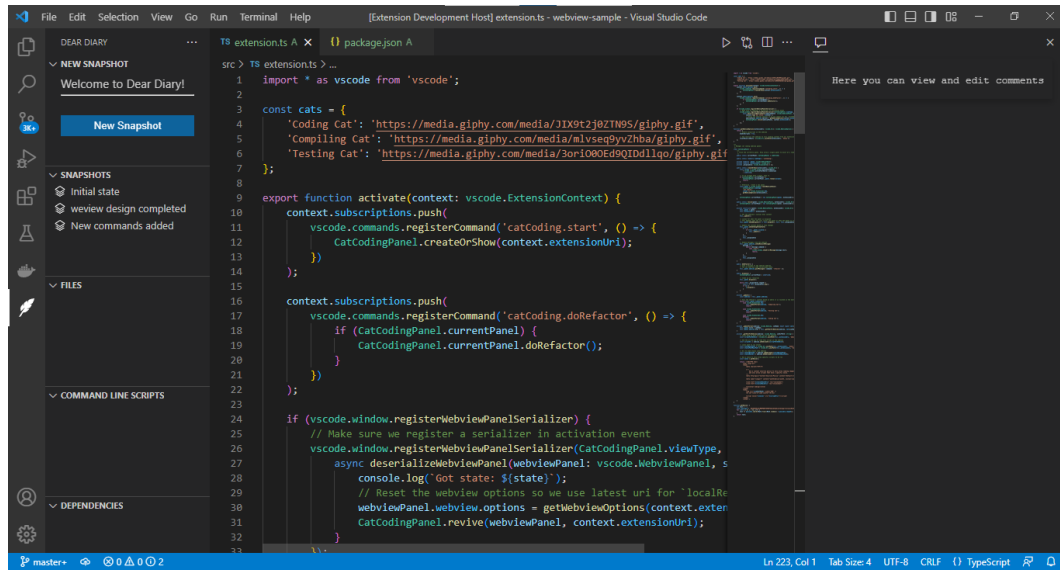 File Edit Selection View Go Run Terminal Help
[Extension Development Host] extension.ts - webview-sample - Visual Studio Code
DEAR DIARY
NEW SNAPSHOT
Welcome to Dear Diary!
New Snapshot
3K+
SNAPSHOTS
Initial state
weview design completed
New commands added
FILES
COMMAND LINE SCRIPTS
DEPENDENCIES
TS extension.ts A
{} package.json A
src > TS extension.ts > ...
1 import * as vscode from 'vscode';
2
3 const cats = {
4 'Coding Cat': 'https://media.giphy.com/media/JIX9t2j0ZTN9S/giphy.gif',
5 'Compiling Cat': 'https://media.giphy.com/media/mlvseq9yvZhba/giphy.gif',
6 'Testing Cat': 'https://media.giphy.com/media/3oriO0OEd9QIDdllqo/giphy.gif
7 };
8
9 export function activate(context: vscode.ExtensionContext) {
10 context.subscriptions.push(
11 vscode.commands.registerCommand('catCoding.start', () => {
12 CatCodingPanel.createOrShow(context.extensionUri);
13 })
14 );
15
16 context.subscriptions.push(
17 vscode.commands.registerCommand('catCoding.doRefactor', () => {
18 if (CatCodingPanel.currentPanel) {
19 CatCodingPanel.currentPanel.doRefactor();
20 }
21 })
22 );
23
24 if (vscode.window.registerWebviewPanelSerializer) {
25 // Make sure we register a serializer in activation event
26 vscode.window.registerWebviewPanelSerializer(CatCodingPanel.viewType,
27 async deserializeWebviewPanel(webviewPanel: vscode.WebviewPanel, s
28 console.log(`Got state: ${state}`);
29 // Reset the webview options so we use latest uri for `localRe
30 webviewPanel.webview.options = getWebviewOptions(context.exten
31 CatCodingPanel.revive(webviewPanel, context.extensionUri);
32 }
33 });
Here you can view and edit comments
master+ 0 0 2
Ln 223, Col 1 Tab Size: 4 UTF-8 CRLF {} TypeScript